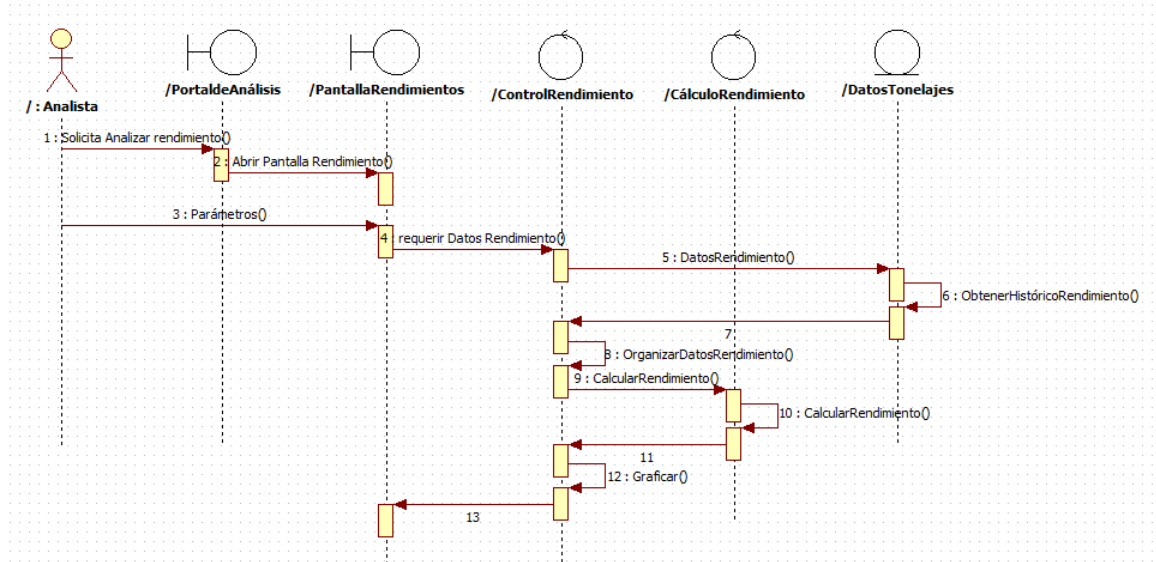 / : Analista
/PortaldeAnálisis
/PantallaRendimientos
/ControlRendimiento
/CálculoRendimiento
/DatosTonelajes
1 : Solicita Analizar rendimiento()
2 : Abrir Pantalla Rendimiento()
3 : Parámetros()
4 : requerir Datos Rendimiento()
5 : DatosRendimiento()
6 : ObtenerHistóricoRendimiento()
7
8 : OrganizarDatosRendimiento()
9 : CalcularRendimiento()
10 : CalcularRendimiento()
11
12 : Graficar()
13